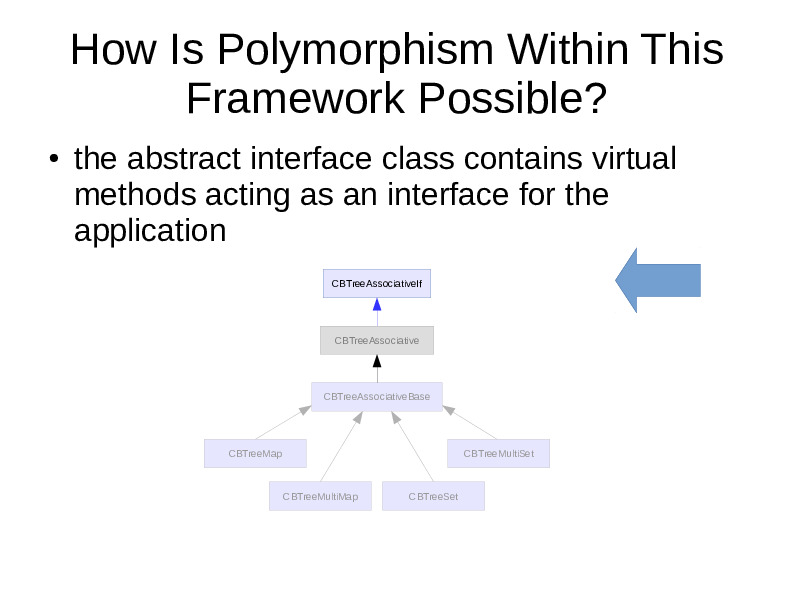 How Is Polymorphism Within This
Framework Possible?
• the abstract interface class contains virtual
methods acting as an interface for the
application
CBTreeAssociativeIf
CBTreeAssociative
CBTreeAssociativeBase
CBTreeMap
CBTreeMultiSet
CBTreeMultiMap
CBTreeSet